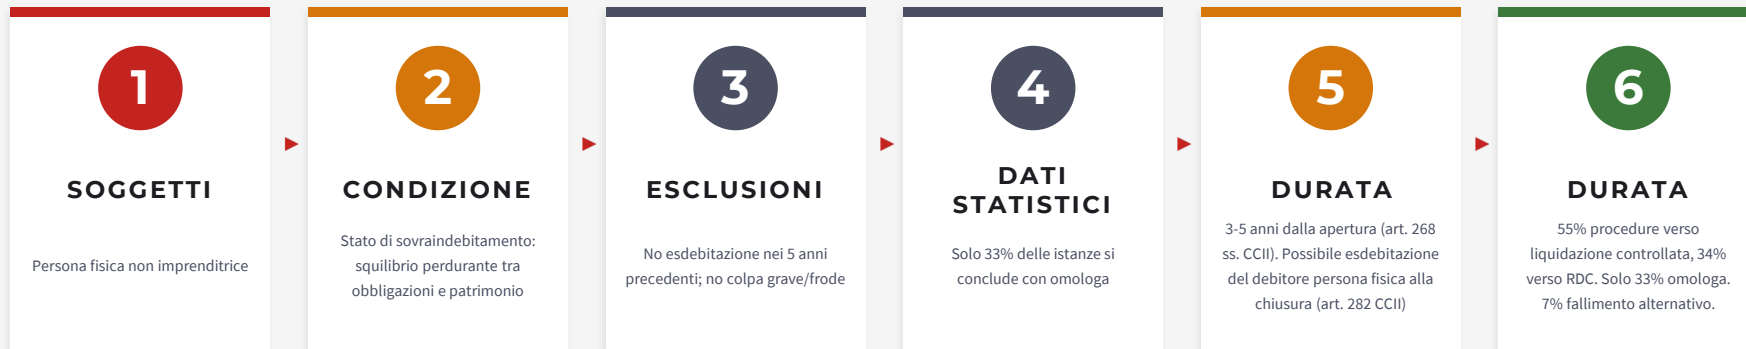 1
SOGGETTI
Persona fisica non imprenditrice
2
CONDIZIONE
Stato di sovraindebitamento:
squilibrio perdurante tra
obbligazioni e patrimonio
3
ESCLUSIONI
No esdebitazione nei 5 anni
precedenti; no colpa grave/frode
4
DATI
STATISTICI
Solo 33% delle istanze si
conclude con omologa
5
DURATA
3-5 anni dalla apertura (art. 268
ss. CCII). Possibile esdebitazione
del debitore persona fisica alla
chiusura (art. 282 CCII)
6
DURATA
55% procedure verso
liquidazione controllata, 34%
verso RDC. Solo 33% omologa.
7% fallimento alternativo.